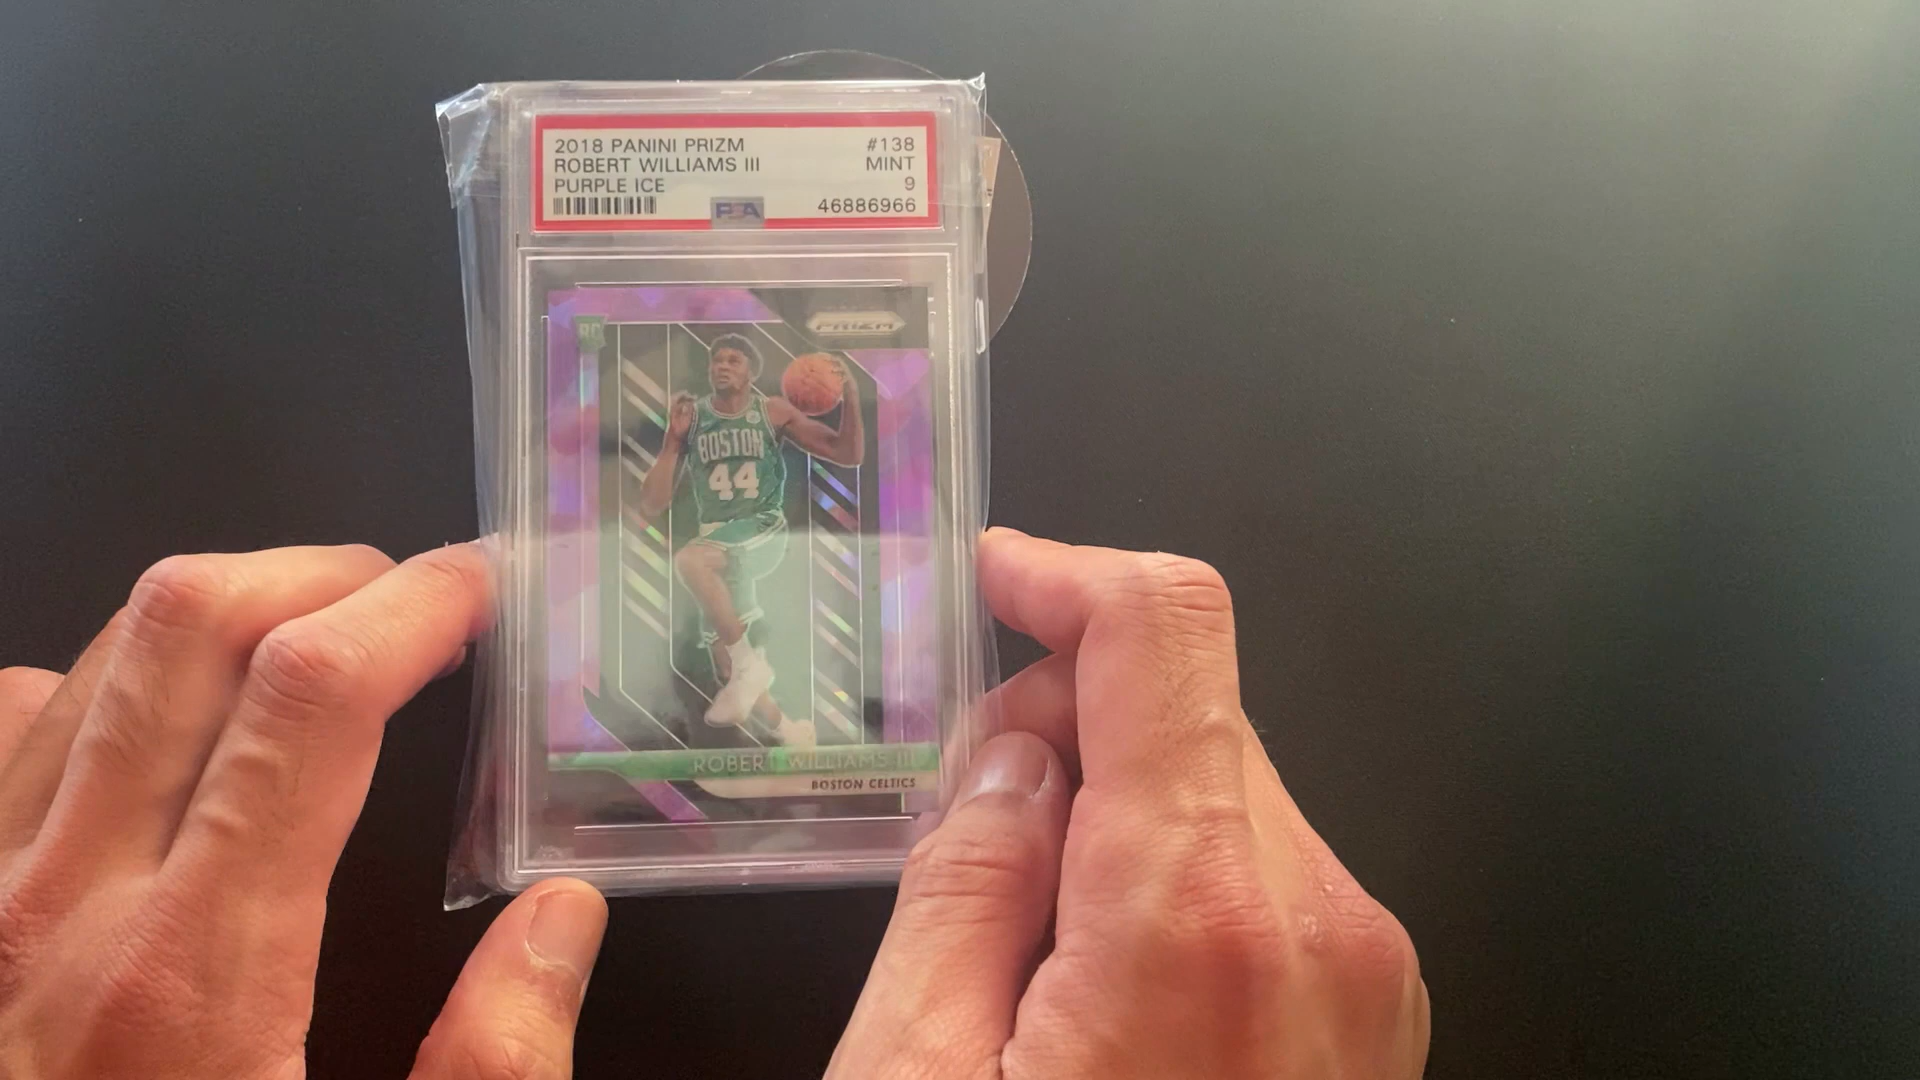 2018 PANINI PRIZM #138
ROBERT WILLIAMS III MINT
PURPLE ICE 9
PSA 46886966
RC
PRIZM
BOSTON
44
ROBERT WILLIAMS III
BOSTON CELTICS